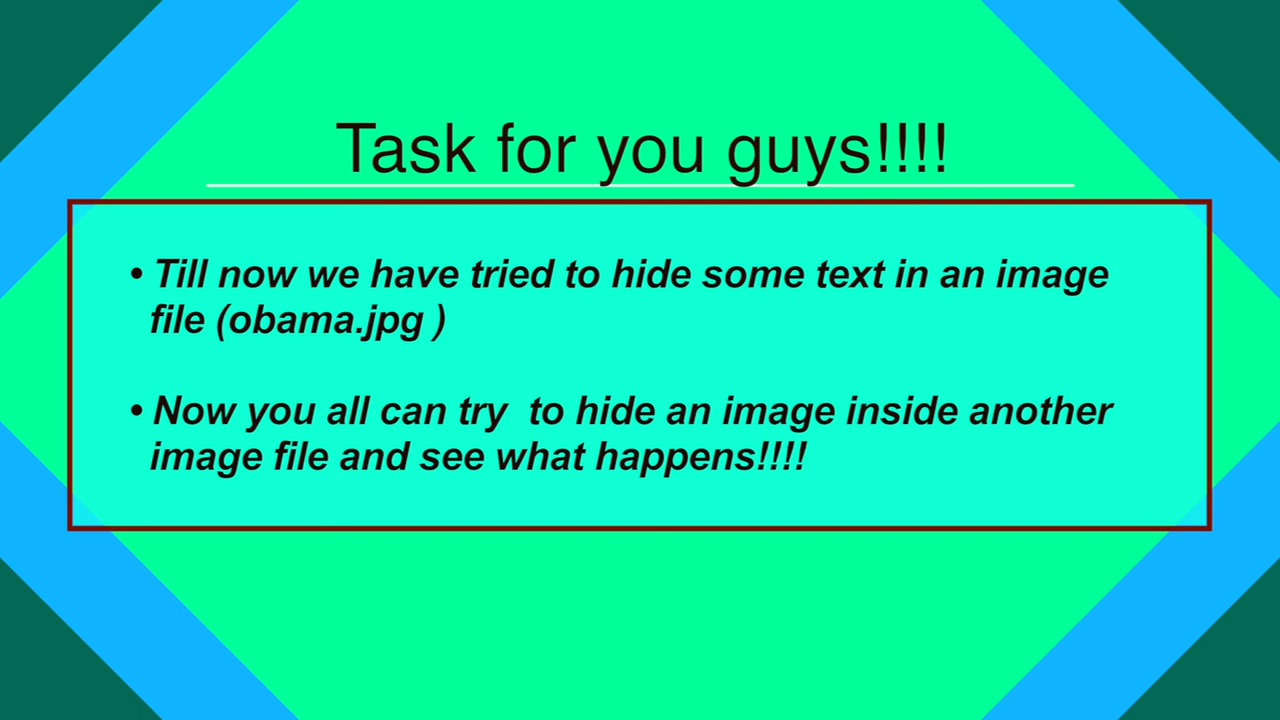 Task for you guys!!!!
• Till now we have tried to hide some text in an image
file (obama.jpg )
• Now you all can try  to hide an image inside another
image file and see what happens!!!!